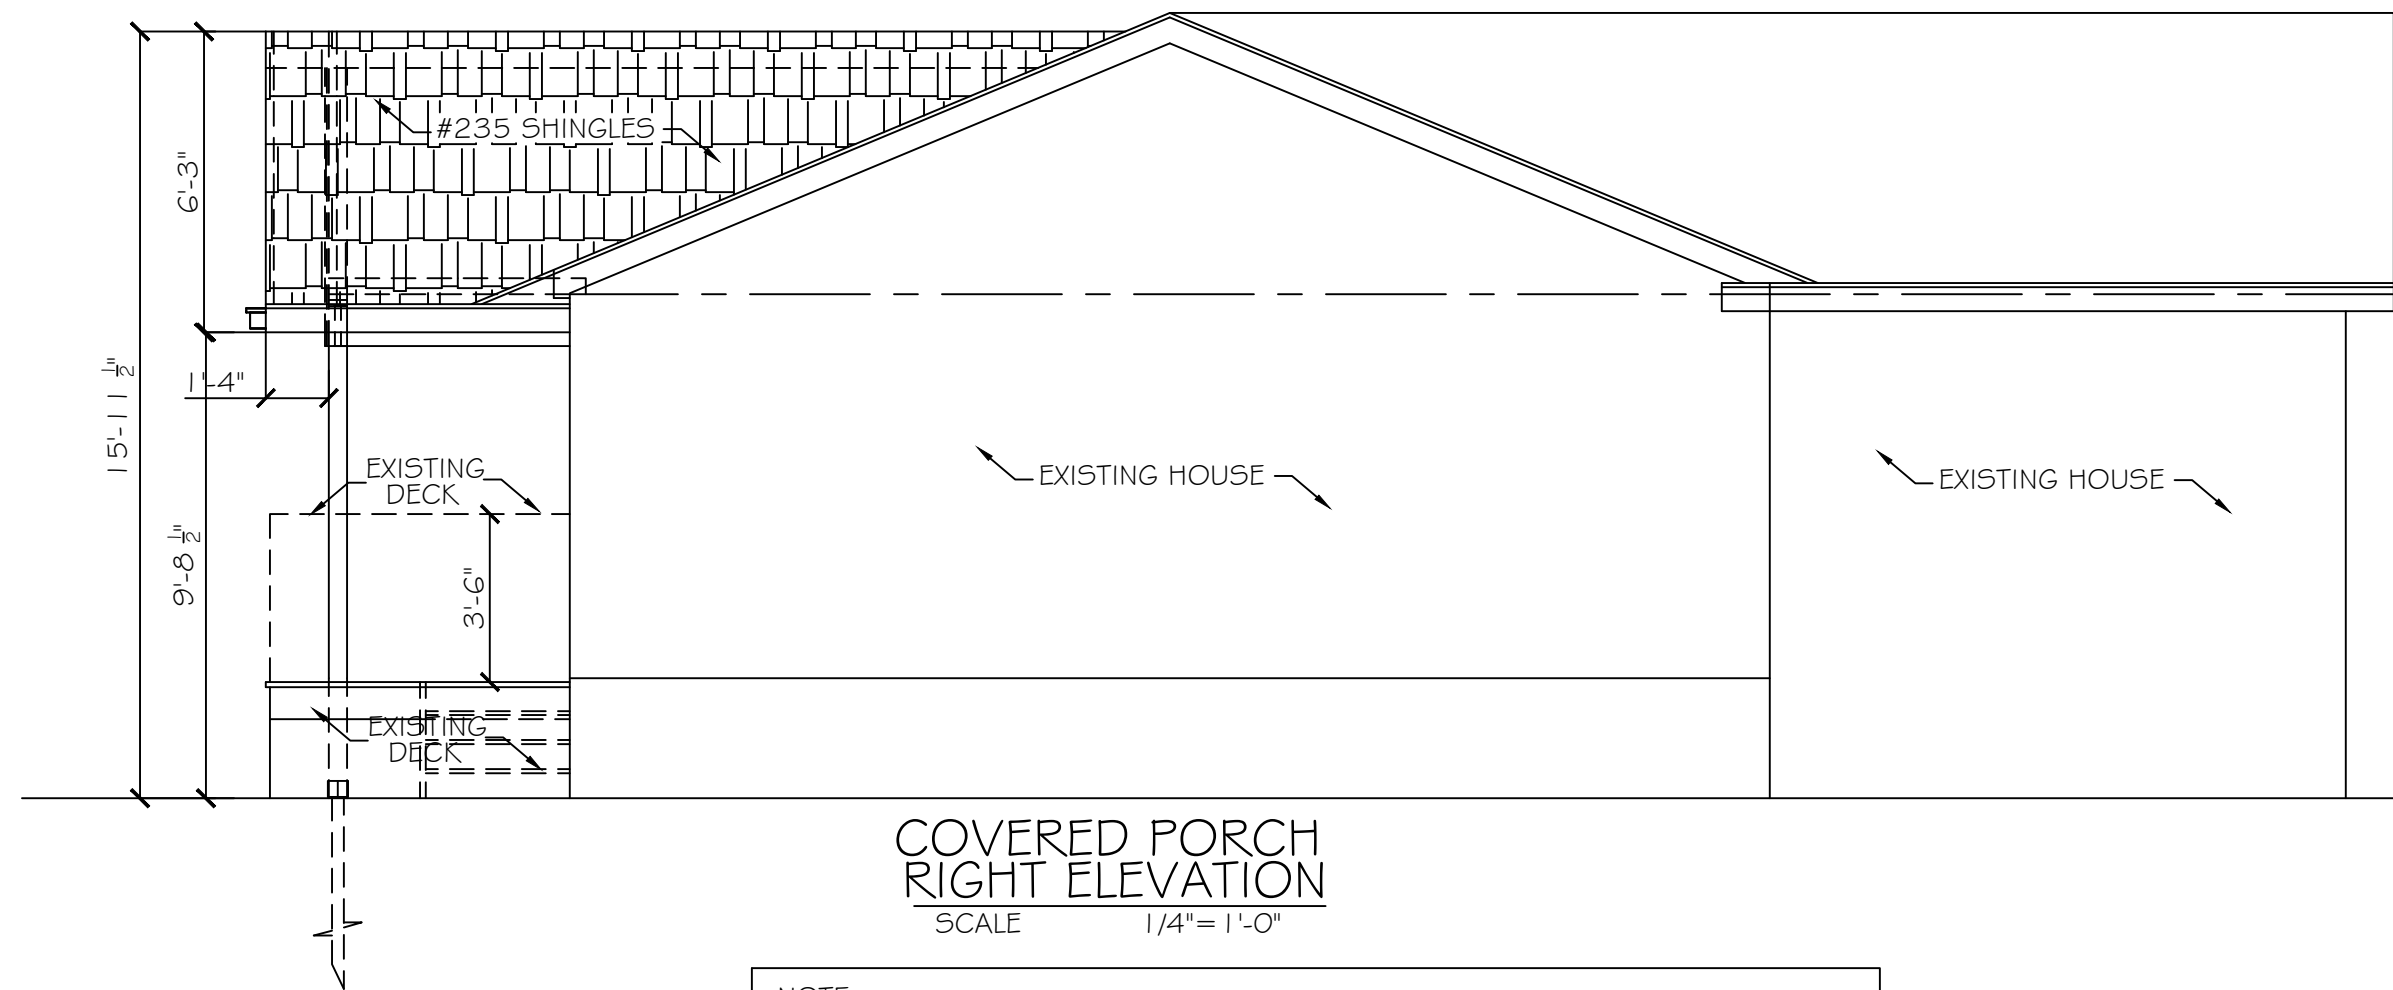 #235 SHINGLES
6'-3"
15'-11 1/2"
1'-4"
EXISTING
DECK
EXISTING HOUSE
EXISTING HOUSE
9'-8 1/2"
3'-6"
EXISTING
DECK
COVERED PORCH
RIGHT ELEVATION
SCALE 1/4"=1'-0"
NOTE